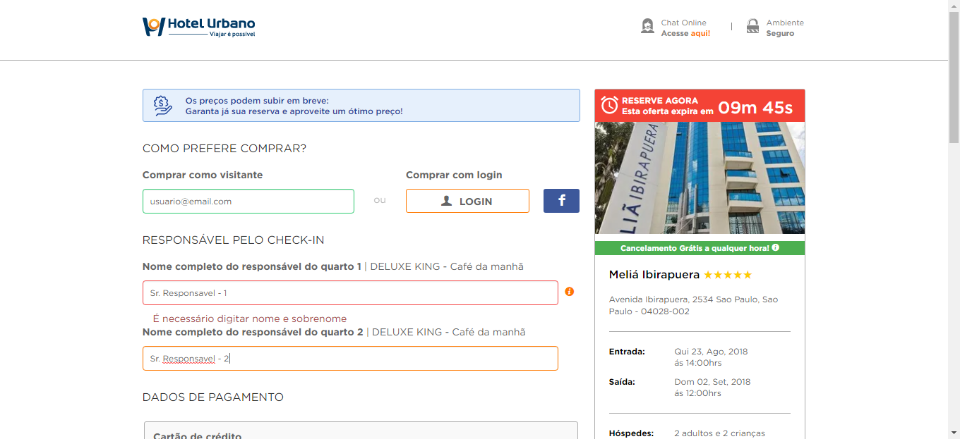 Hotel Urbano
Viajar é possível
Chat Online
Acesse aqui!
Ambiente
Seguro
Os preços podem subir em breve:
Garanta já sua reserva e aproveite um ótimo preço!
COMO PREFERE COMPRAR?
Comprar como visitante
usuario@email.com
ou
Comprar com login
LOGIN
f
RESPONSÁVEL PELO CHECK-IN
Nome completo do responsável do quarto 1 | DELUXE KING - Café da manhã
Sr. Responsavel - 1
É necessário digitar nome e sobrenome
Nome completo do responsável do quarto 2 | DELUXE KING - Café da manhã
Sr. Responsavel - 2
DADOS DE PAGAMENTO
Cartão de crédito
RESERVE AGORA
Esta oferta expira em 09m 45s
MELIÃ IBIRAPUERA
Cancelamento Grátis a qualquer hora!
Meliá Ibirapuera
Avenida Ibirapuera, 2534 Sao Paulo, Sao
Paulo - 04028-002
Entrada: Qui 23, Ago, 2018
ás 14:00hrs
Saída: Dom 02, Set, 2018
ás 12:00hrs
Hóspedes: 2 adultos e 2 crianças